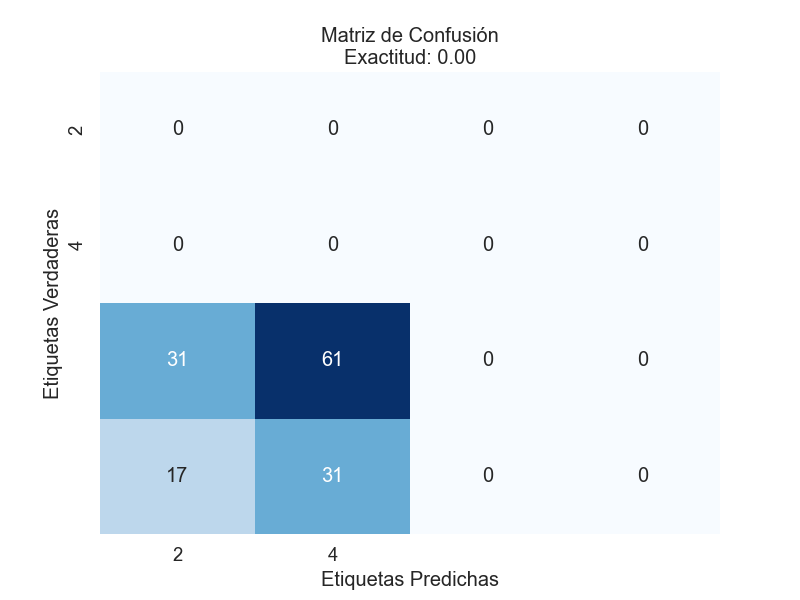 Matriz de Confusión
Exactitud: 0.00
Etiquetas Verdaderas
2
0 0 0 0
4
0 0 0 0
31 61 0 0
17 31 0 0
2 4
Etiquetas Predichas